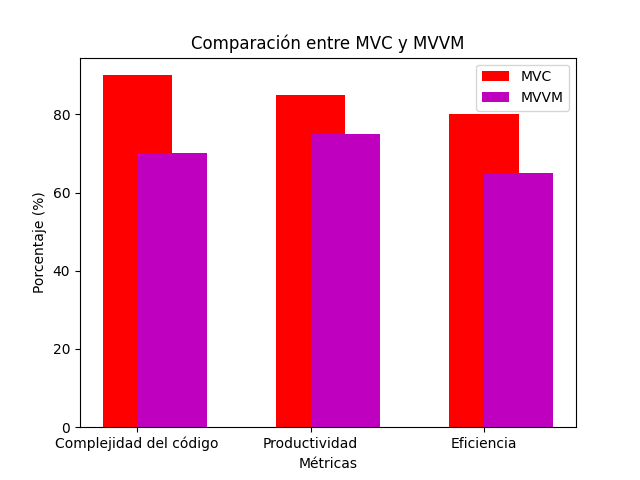 Comparación entre MVC y MVVM
MVC
MVVM
Porcentaje (%)
80
60
40
20
0
Complejidad del código
Productividad
Eficiencia
Métricas